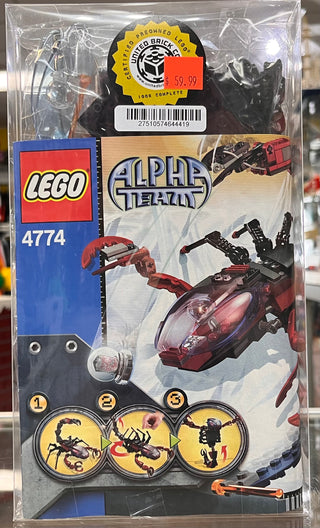 CERTIFIED PREOWNED LEGO®
UNITED BRICK CO
100% COMPLETE
$59.99
27510574644419
LEGO
ALPHA
TEAM
4774
1
2
3